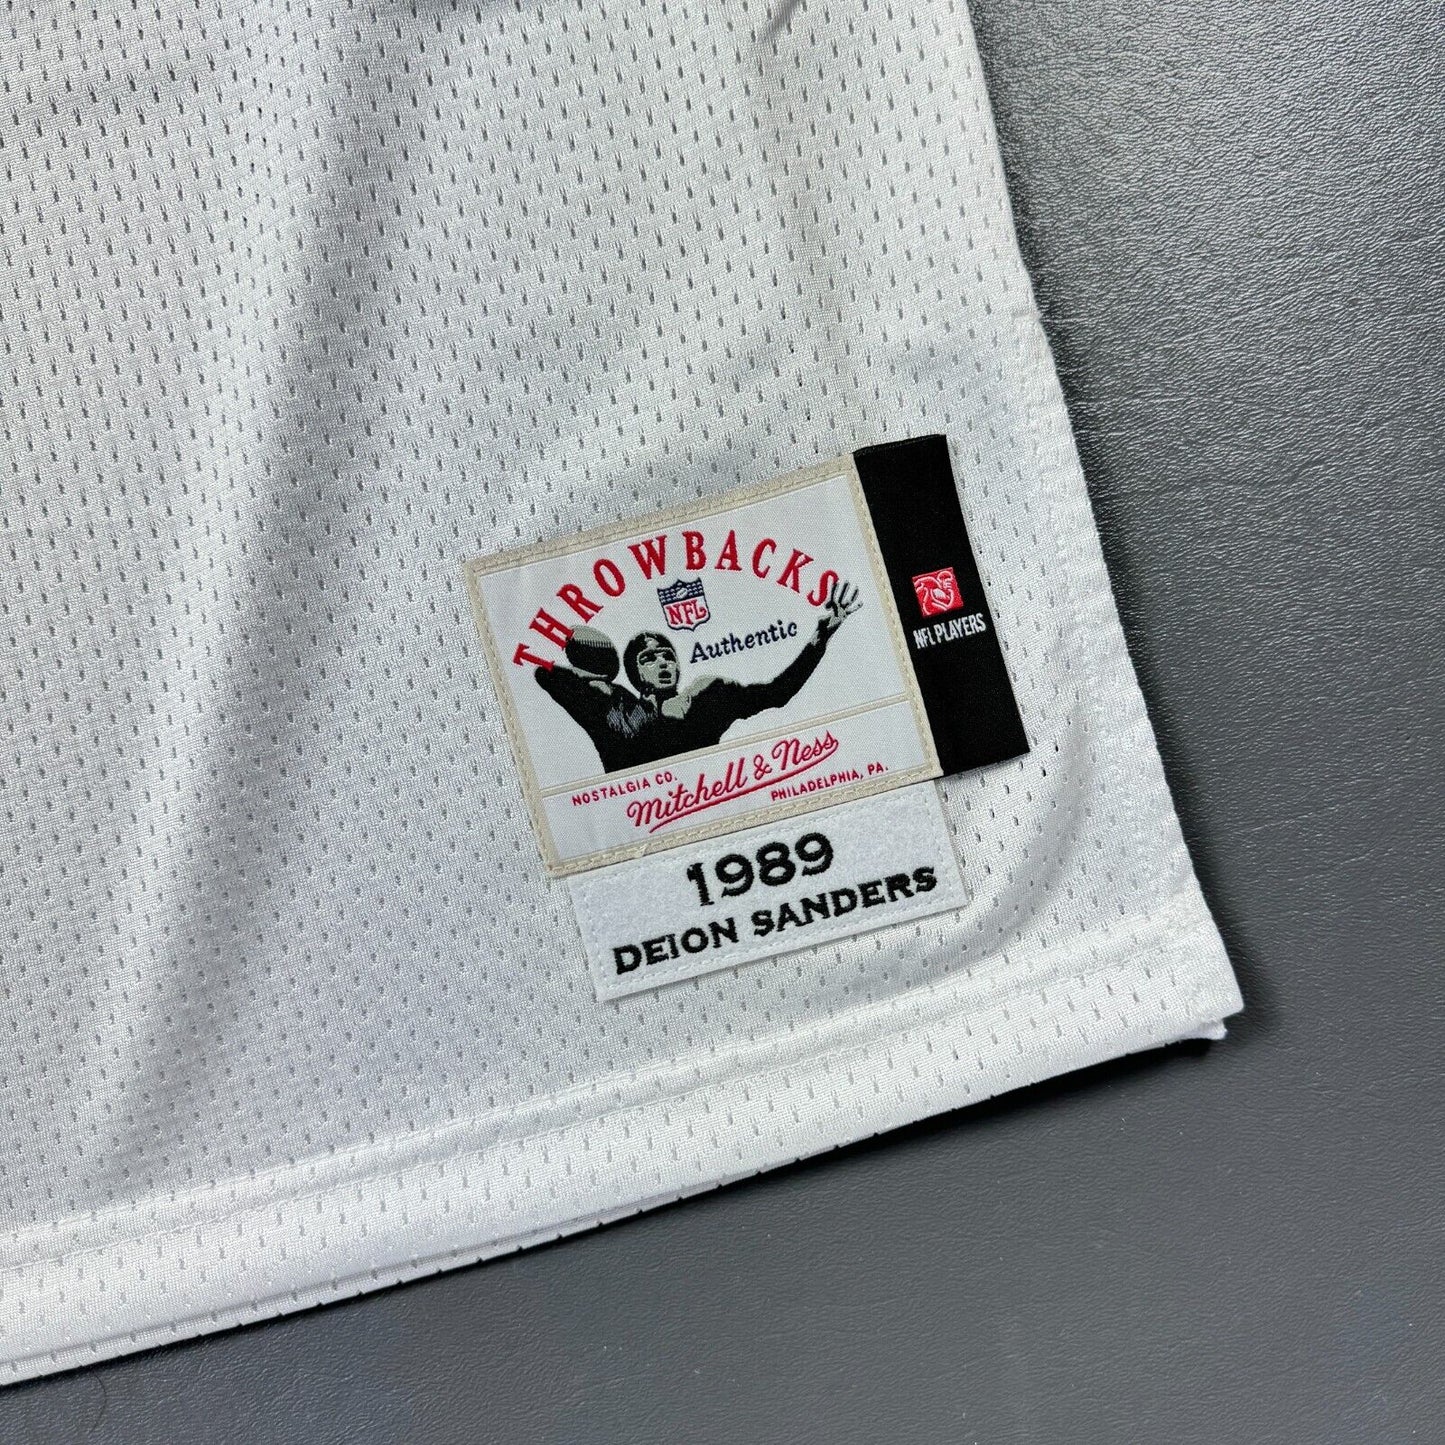 THROWBACKS
NFL
Authentic
NFL PLAYERS
Mitchell & Ness
NOSTALGIA CO.
PHILADELPHIA, PA.
1989
DEION SANDERS